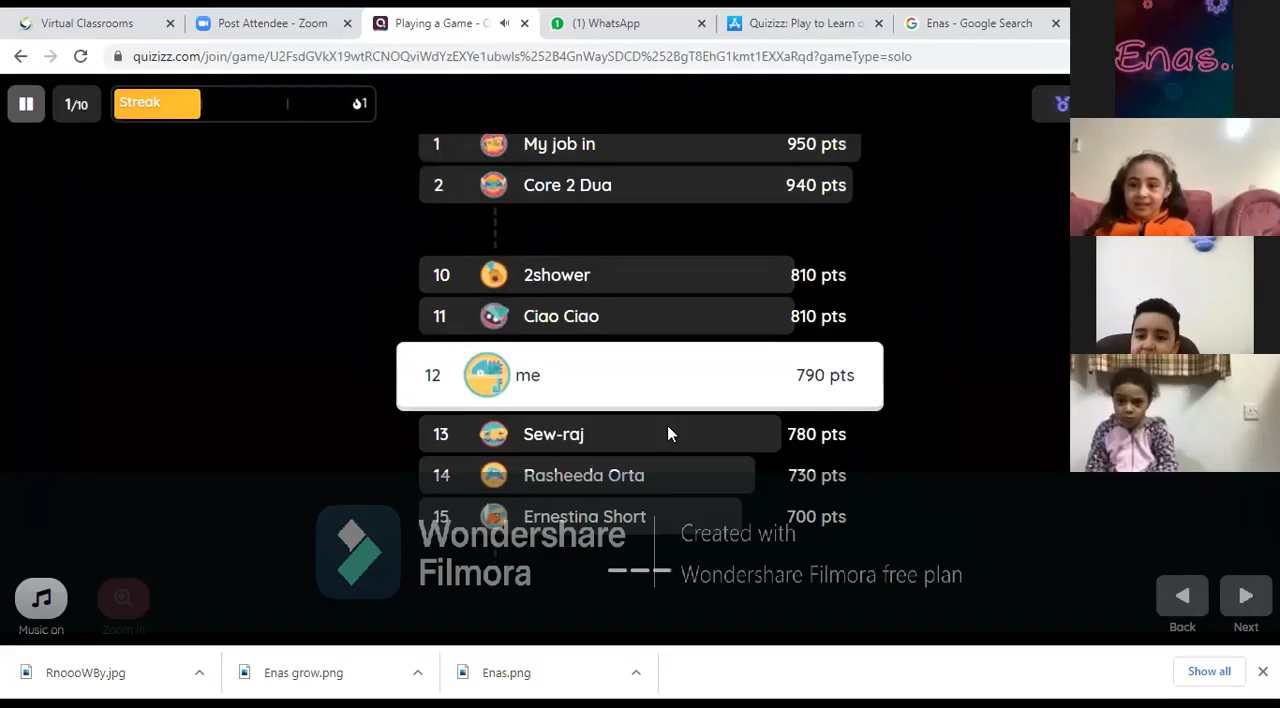 Virtual Classrooms
Post Attendee - Zoom
Playing a Game - Q
(1) WhatsApp
Quizizz: Play to Learn o
Enas - Google Search
quizizz.com/join/game/U2FsdGVkX19wtRCNOQviWMzEXYe1ubwls%252B4GnWaySDCD%252BgT8EhG1kmt1EXXaRqd?gameType=solo
Enas..
1/10
Streak
1
1 My job in 950 pts
2 Core 2 Dua 940 pts
10 2shower 810 pts
11 Ciao Ciao 810 pts
12 me 790 pts
13 Sew-raj 780 pts
14 Rasheeda Orta 730 pts
15 Ernestina Short 700 pts
Wondershare Filmora
Created with
Wondershare Filmora free plan
Music on
Zoom in
Back
Next
RnoooWBy.jpg
Enas grow.png
Enas.png
Show all